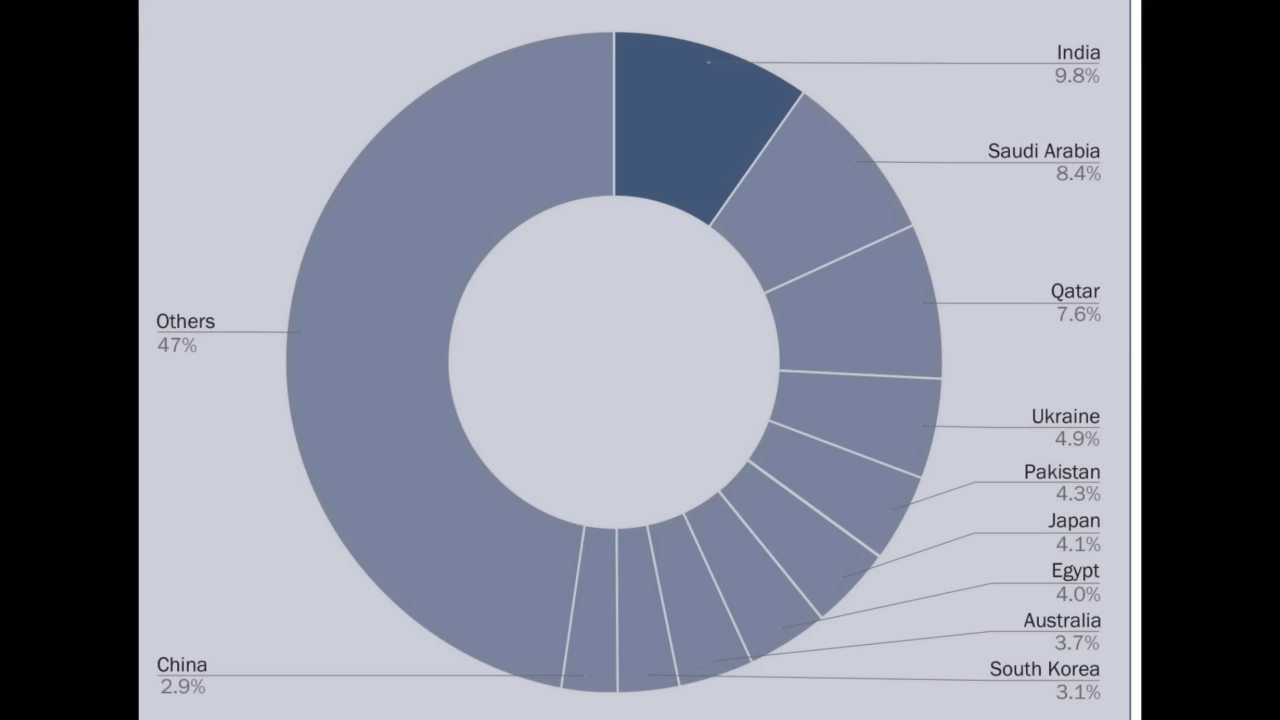 India
9.8%
Saudi Arabia
8.4%
Qatar
7.6%
Ukraine
4.9%
Pakistan
4.3%
Japan
4.1%
Egypt
4.0%
Australia
3.7%
South Korea
3.1%
China
2.9%
Others
47%